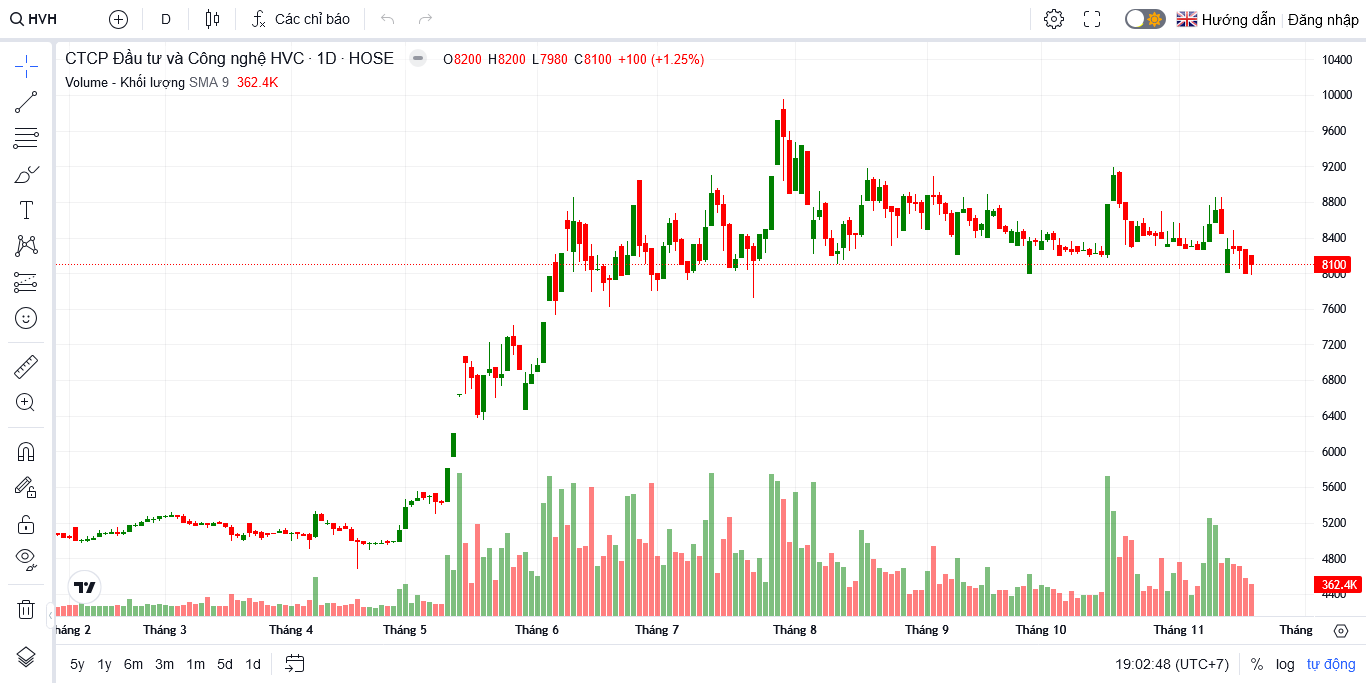 HVH D Các chỉ báo Hướng dẫn Đăng nhập
CTCP Đầu tư và Công nghệ HVC · 1D · HOSE O8200 H8200 L7980 C8100 +100 (+1.25%)
Volume - Khối lượng SMA 9 362.4K
10400
10000
9600
9200
8800
8400
8100
8000
7600
7200
6800
6400
6000
5600
5200
4800
362.4K
4400
háng 2 Tháng 3 Tháng 4 Tháng 5 Tháng 6 Tháng 7 Tháng 8 Tháng 9 Tháng 10 Tháng 11 Tháng
5y 1y 6m 3m 1m 5d 1d 19:02:48 (UTC+7) % log tự động